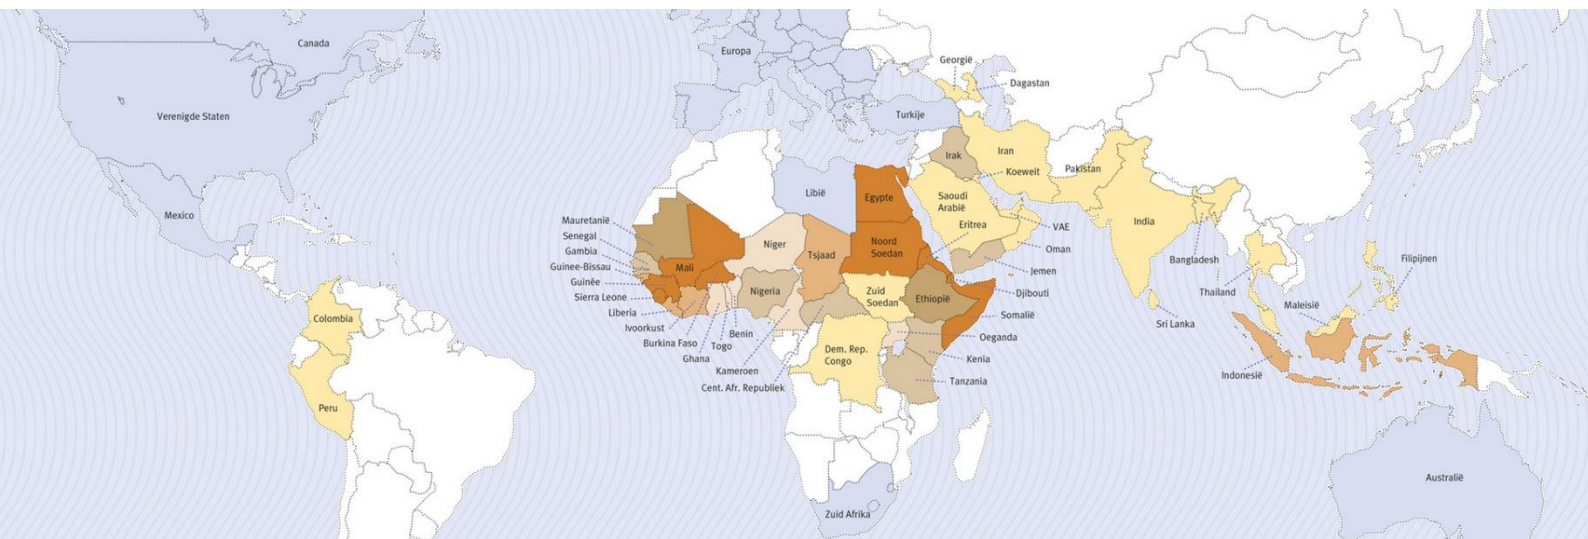 Canada
Verenigde Staten
Mexico
Colombia
Peru
Europa
Turkije
Georgië
Dagastan
Irak
Iran
Koeweit
Pakistan
Saoudi
Arabië
VAE
Oman
Jemen
India
Bangladesh
Sri Lanka
Thailand
Maleisië
Filipijnen
Indonesië
Australië
Libië
Egypte
Mauretanië
Senegal
Gambia
Guinee-Bissau
Guinée
Sierra Leone
Liberia
Ivoorkust
Burkina Faso
Ghana
Togo
Benin
Kameroen
Cent. Afr. Republiek
Mali
Niger
Nigeria
Tsjaad
Noord
Soedan
Zuid
Soedan
Eritrea
Ethiopië
Djibouti
Somalië
Oeganda
Kenia
Tanzania
Dem. Rep.
Congo
Zuid Afrika